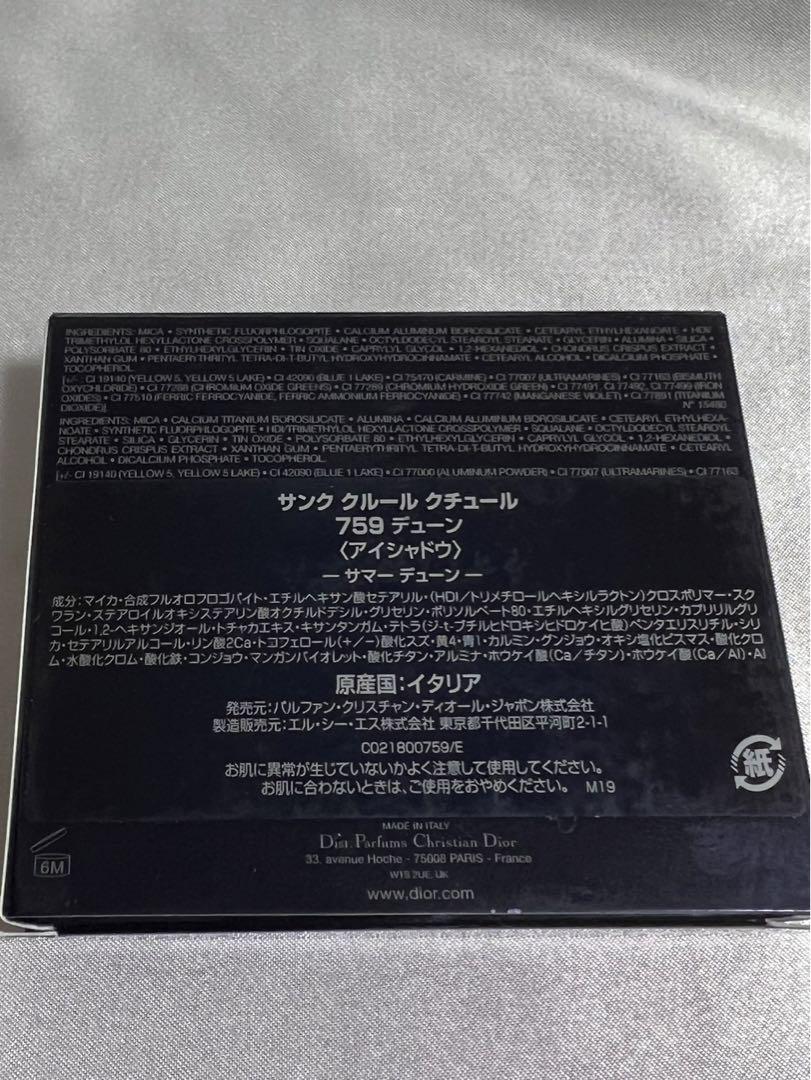 INGREDIENTS: MICA • SYNTHETIC FLUORPHLOGOPITE • CALCIUM ALUMINUM BOROSILICATE • CETEARYL ETHYLHEXANOATE • HDI/
TRIMETHYLOL HEXYLLACTONE CROSSPOLYMER • SQUALANE • OCTYLDODECYL STEAROYL STEARATE • GLYCERIN • ALUMINA • SILICA •
POLYSORBATE 80 • ETHYLHEXYLGLYCERIN • TIN OXIDE • CAPRYLYL GLYCOL • 1,2-HEXANEDIOL • CHONDRUS CRISPUS EXTRACT •
XANTHAN GUM • PENTAERYTHRITYL TETRA-DI-T-BUTYL HYDROXYHYDROCINNAMATE • CETEARYL ALCOHOL • DICALCIUM PHOSPHATE •
TOCOPHEROL.
[+/- : CI 19140 (YELLOW 5, YELLOW 5 LAKE) • CI 42090 (BLUE 1 LAKE) • CI 75470 (CARMINE) • CI 77007 (ULTRAMARINES) • CI 77163 (BISMUTH
OXYCHLORIDE) • CI 77288 (CHROMIUM OXIDE GREENS) • CI 77289 (CHROMIUM HYDROXIDE GREEN) • CI 77491, CI 77492, CI 77499 (IRON
OXIDES) • CI 77510 (FERRIC FERROCYANIDE, FERRIC AMMONIUM FERROCYANIDE) • CI 77742 (MANGANESE VIOLET) • CI 77891 (TITANIUM
DIOXIDE)] N°
INGREDIENTS: MICA • CALCIUM TITANIUM BOROSILICATE • ALUMINA • CALCIUM ALUMINUM BOROSILICATE • CETEARYL ETHYLHEXA-
NOATE • SYNTHETIC FLUORPHLOGOPITE • HDI/TRIMETHYLOL HEXYLLACTONE CROSSPOLYMER • SQUALANE • OCTYLDODECYL STEAROYL
STEARATE • SILICA • GLYCERIN • TIN OXIDE • POLYSORBATE 80 • ETHYLHEXYLGLYCERIN • CAPRYLYL GLYCOL • 1,2-HEXANEDIOL •
CHONDRUS CRISPUS EXTRACT • XANTHAN GUM • PENTAERYTHRITYL TETRA-DI-T-BUTYL HYDROXYHYDROCINNAMATE • CETEARYL
ALCOHOL • DICALCIUM PHOSPHATE • TOCOPHEROL.
[+/- CI 19140 (YELLOW 5, YELLOW 5 LAKE) • CI 42090 (BLUE 1 LAKE) • CI 77000 (ALUMINUM POWDER) • CI 77007 (ULTRAMARINES) • CI 77163
サンク クルール クチュール
759 デューン
〈アイシャドウ〉
— サマー デューン —
成分：マイカ・合成フルオロフロゴパイト・エチルヘキサン酸セテアリル・（HDI／トリメチロールヘキシルラクトン）クロスポリマー・スク
ワラン・ステアロイルオキシステアリン酸オクチルドデシル・グリセリン・ポリソルベート80・エチルヘキシルグリセリン・カプリリルグリ
コール・1,2-ヘキサンジオール・トチャカエキス・キサンタンガム・テトラ（ジ-t-ブチルヒドロキシヒドロケイヒ酸）ペンタエリスリチル・シリ
カ・セテアリルアルコール・リン酸2Ca・トコフェロール（＋／－）酸化スズ・黄4・青1・カルミン・グンジョウ・オキシ塩化ビスマス・酸化クロ
ム・水酸化クロム・酸化鉄・コンジョウ・マンガンバイオレット・酸化チタン・アルミナ・ホウケイ酸（Ca／チタン）・ホウケイ酸（Ca／Al）・Al
原産国：イタリア
発売元：パルファン・クリスチャン・ディオール・ジャポン株式会社
製造販売元：エル・シー・エス株式会社 東京都千代田区平河町2-1-1
C021800759/E
お肌に異常が生じていないかよく注意して使用してください。
お肌に合わないときは、ご使用をおやめください。 M19
紙
6M
MADE IN ITALY
Dist. Parfums Christian Dior
33, avenue Hoche - 75008 PARIS - France
W1S 2UE, UK
www.dior.com